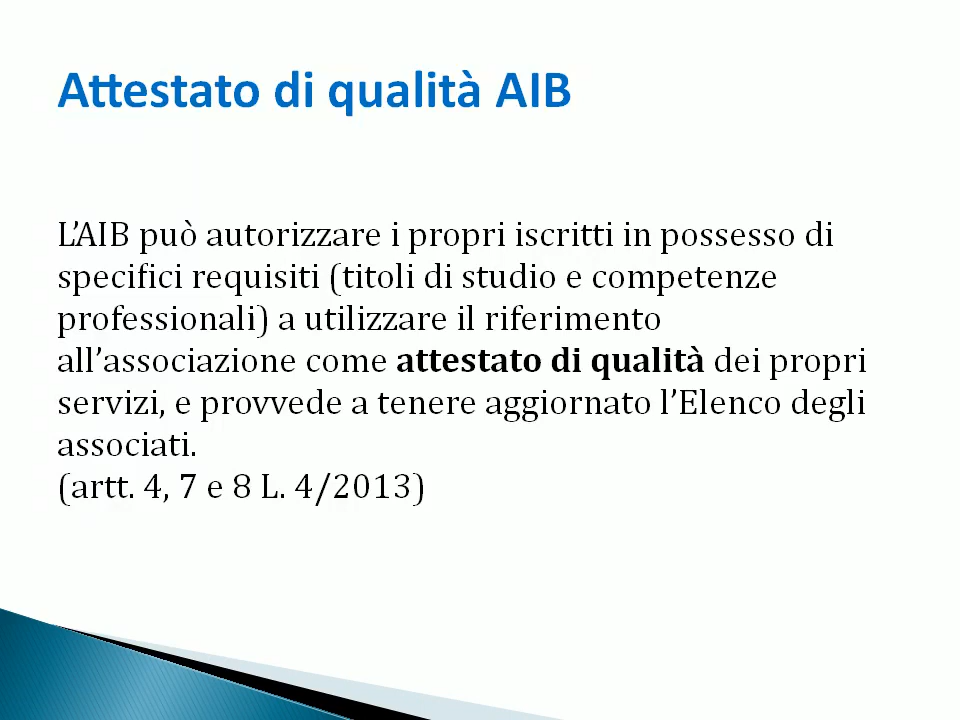 Attestato di qualità AIB
L’AIB può autorizzare i propri iscritti in possesso di
specifici requisiti (titoli di studio e competenze
professionali) a utilizzare il riferimento
all’associazione come attestato di qualità dei propri
servizi, e provvede a tenere aggiornato l’Elenco degli
associati.
(artt. 4, 7 e 8 L. 4/2013)